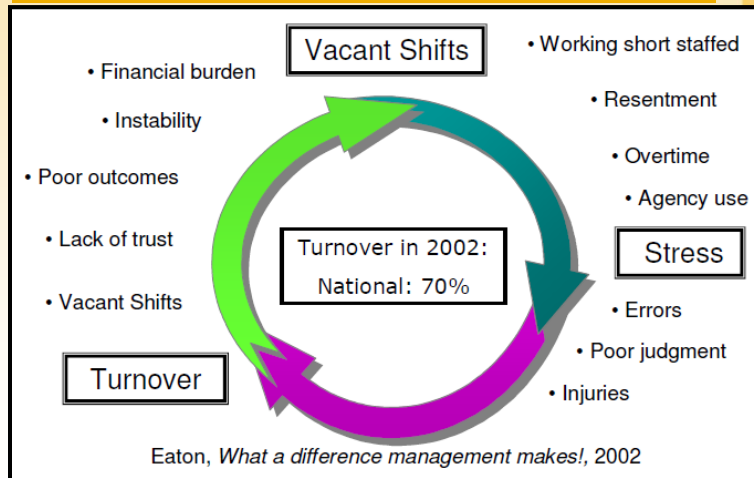 Vacant Shifts
• Working short staffed
• Resentment
• Overtime
• Agency use
Stress
• Errors
• Poor judgment
• Injuries
Turnover
• Vacant Shifts
• Lack of trust
• Poor outcomes
• Instability
• Financial burden
Turnover in 2002:
National: 70%
Eaton, What a difference management makes!, 2002